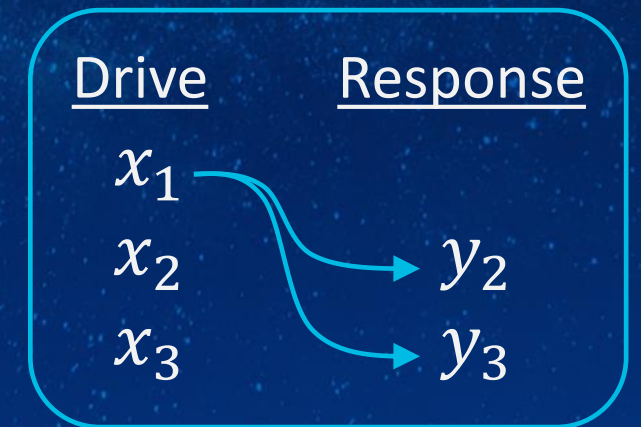 Drive Response
x₁
x₂ y₂
x₃ y₃